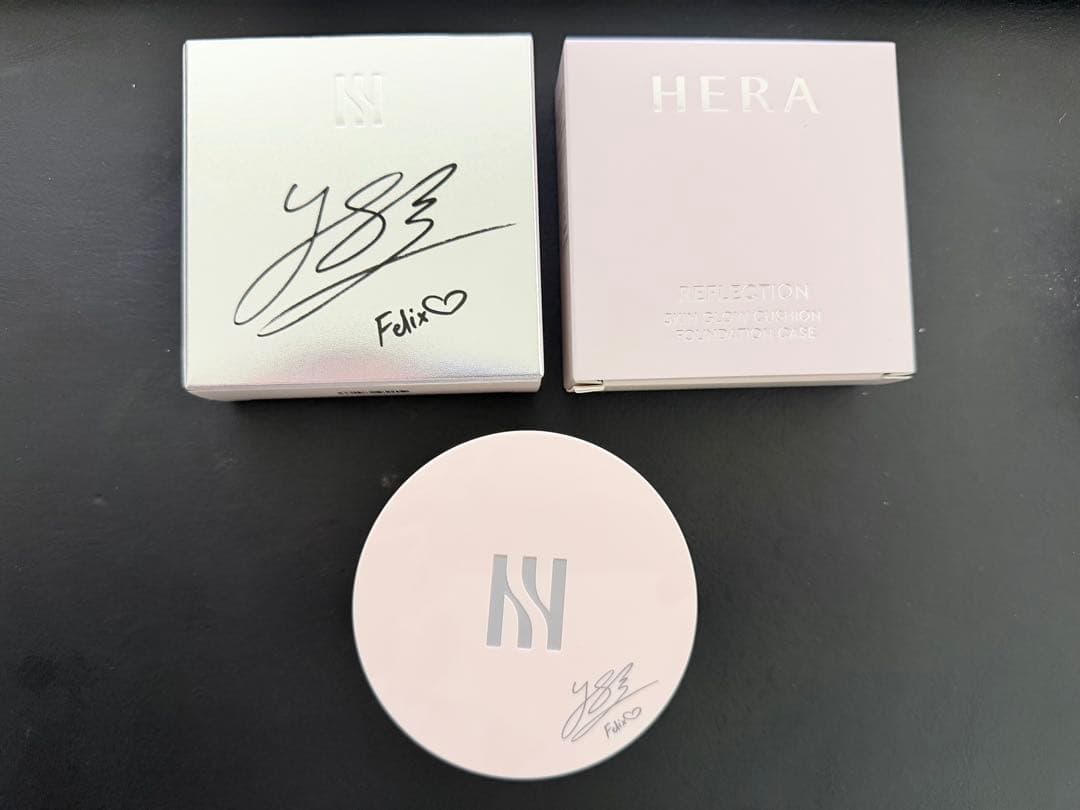 Felix♡
HERA
REFLECTION
SKIN GLOW CUSHION
FOUNDATION CASE
Felix♡